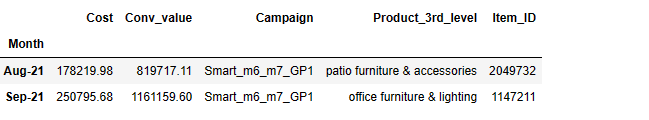 Cost Conv_value Campaign Product_3rd_level Item_ID
Month
Aug-21 178219.98 819717.11 Smart_m6_m7_GP1 patio furniture & accessories 2049732
Sep-21 250795.68 1161159.60 Smart_m6_m7_GP1 office furniture & lighting 1147211